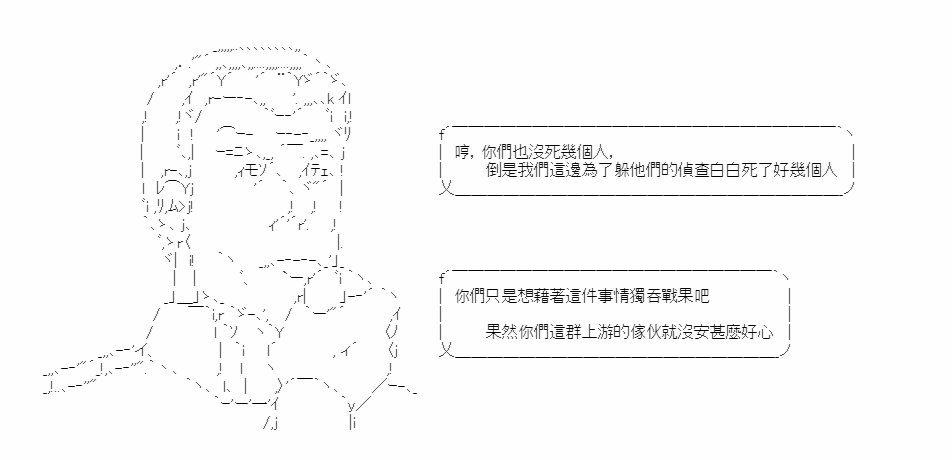 哼，你們也沒死幾個人，
倒是我們這邊為了躲他們的偵查白白死了好幾個人
你們只是想藉著這件事情獨吞戰果吧
果然你們這群上游的傢伙就沒安甚麼好心